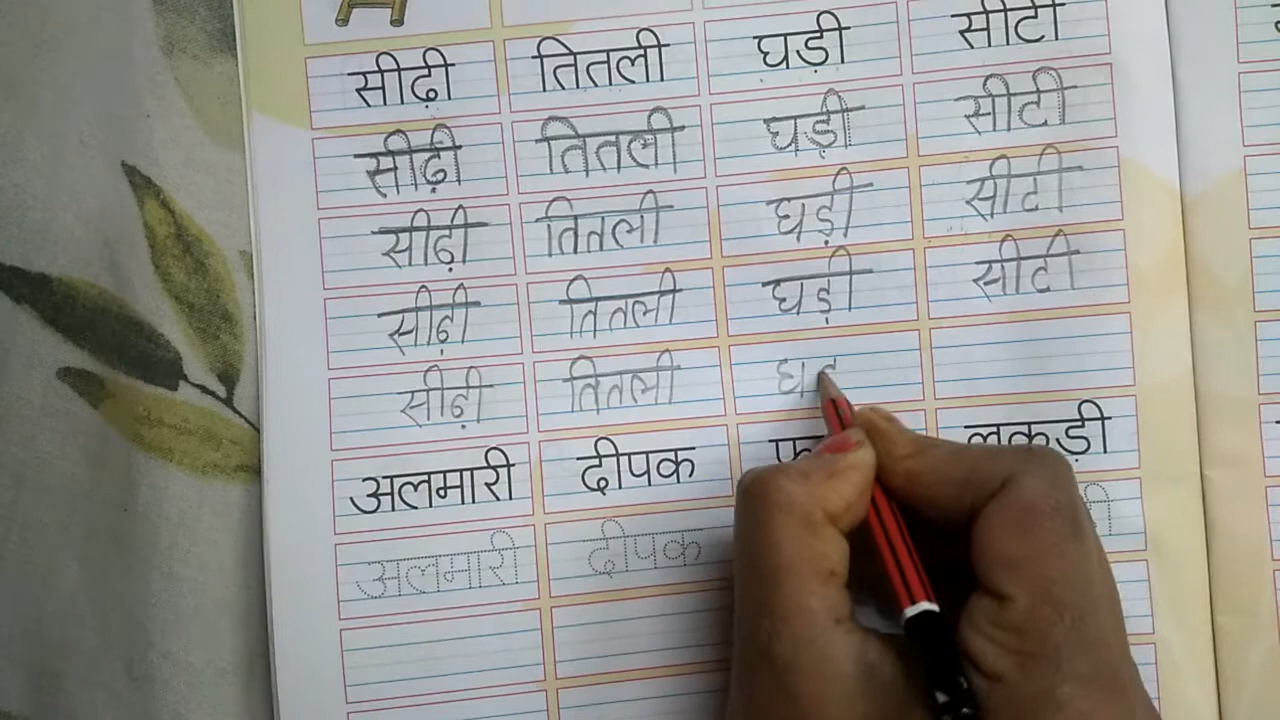 सीढ़ी तितली घड़ी सीटी
सीढ़ी तितली घड़ी सीटी
सीढ़ी तितली घड़ी सीटी
सीढ़ी तितली घड़ी सीटी
सीढ़ी तितली
अलमारी दीपक लकड़ी
अलमारी दीपक